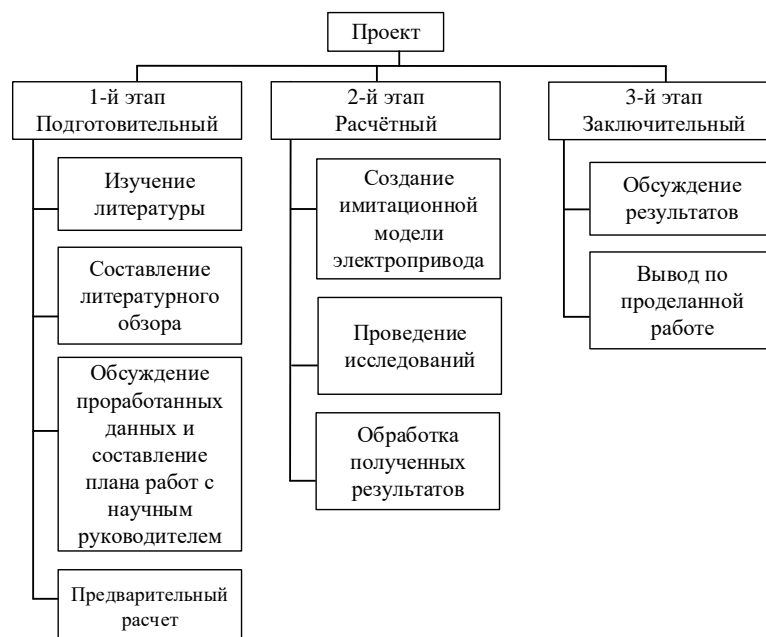 Проект
1-й этап
Подготовительный
Изучение
литературы
Составление
литературного
обзора
Обсуждение
проработанных
данных и
составление
плана работ с
научным
руководителем
Предварительный
расчет
2-й этап
Расчётный
Создание
имитационной
модели
электропривода
Проведение
исследований
Обработка
полученных
результатов
3-й этап
Заключительный
Обсуждение
результатов
Вывод по
проделанной
работе